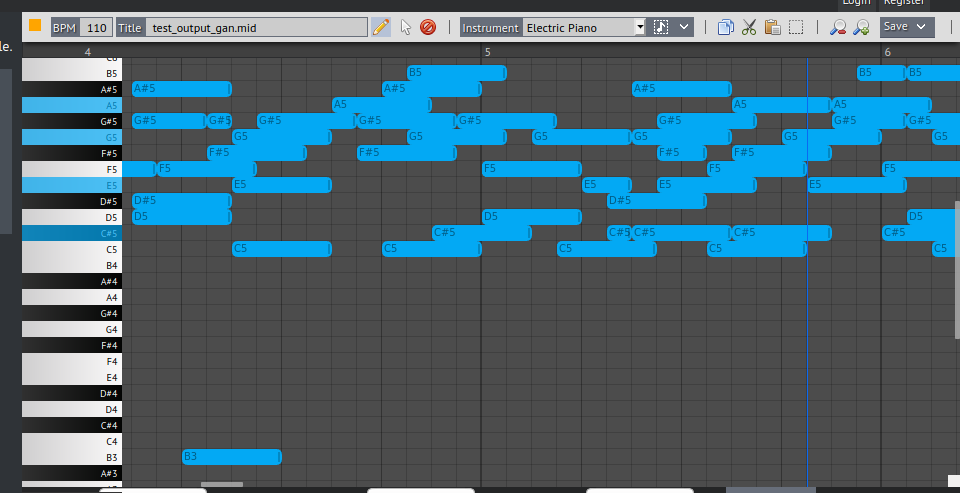 Login Register
le.
BPM 110 Title test_output_gan.mid Instrument Electric Piano Save
4 5 6
B5 B5 B5 B5
A#5 A#5 A#5 A#5
A5 A5 A5 A5
G#5 G#5 G#5 G#5 G#5 G#5 G#5 G#5 G#5
G5 G5 G5 G5 G5 G5 G5
F#5 F#5 F#5 F#5 F#5
F5 F5 F5 F5 F5
E5 E5 E5 E5 E5
D#5 D#5 D#5
D5 D5 D5 D5
C#5 C#5 C#5 C#5 C#5 C#5
C5 C5 C5 C5 C5 C5
B4
A#4
A4
G#4
G4
F#4
F4
E4
D#4
D4
C#4
C4
B3 B3
A#3